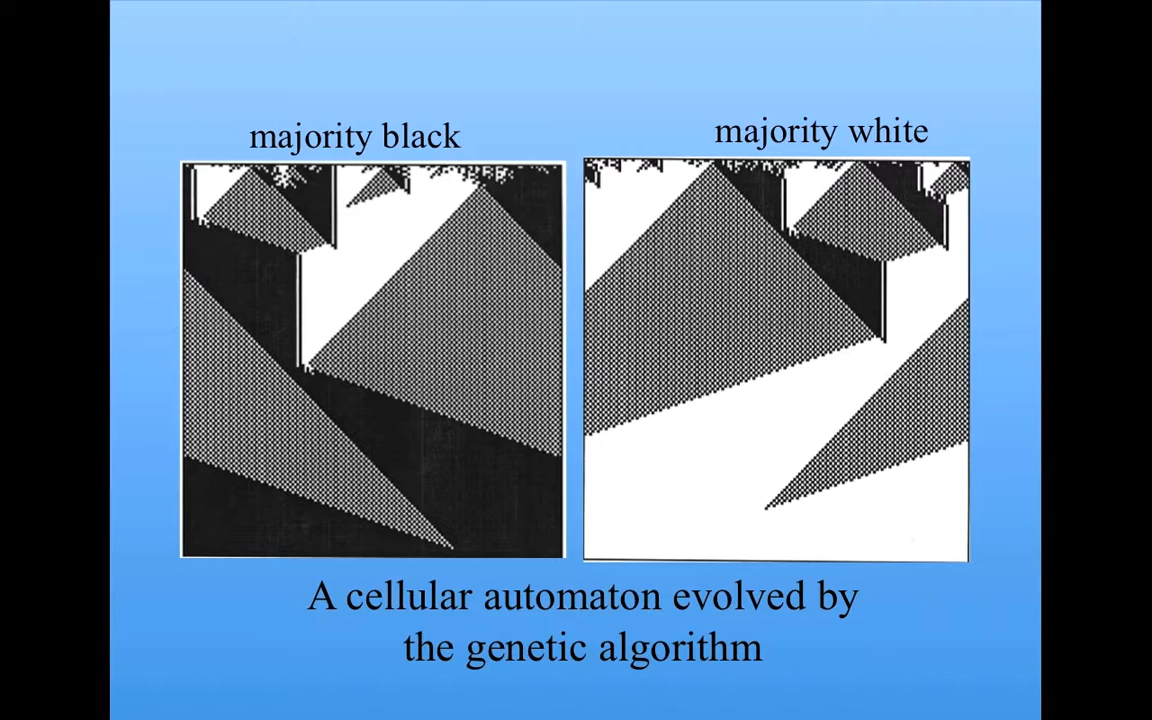 majority black
majority white
A cellular automaton evolved by
the genetic algorithm